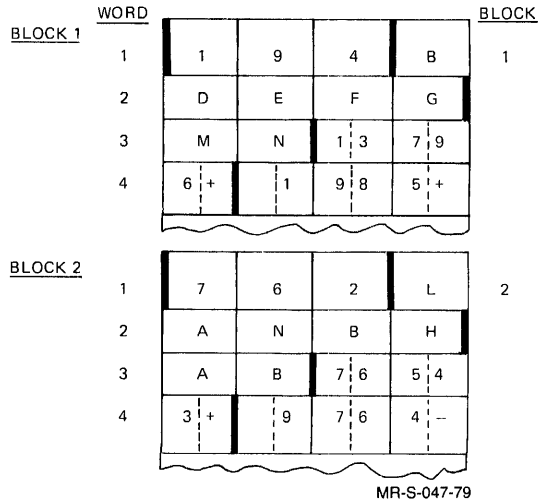 WORD BLOCK
BLOCK 1
1 1 9 4 B 1
2 D E F G
3 M N 1 3 7 9
4 6 + 1 9 8 5 +
BLOCK 2
1 7 6 2 L 2
2 A N B H
3 A B 7 6 5 4
4 3 + 9 7 6 4 –
MR-S-047-79